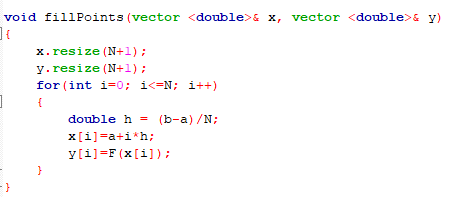 void fillPoints(vector <double>& x, vector <double>& y)
{
    x.resize(N+1);
    y.resize(N+1);
    for(int i=0; i<=N; i++)
    {
        double h = (b-a)/N;
        x[i]=a+i*h;
        y[i]=F(x[i]);
    }
}